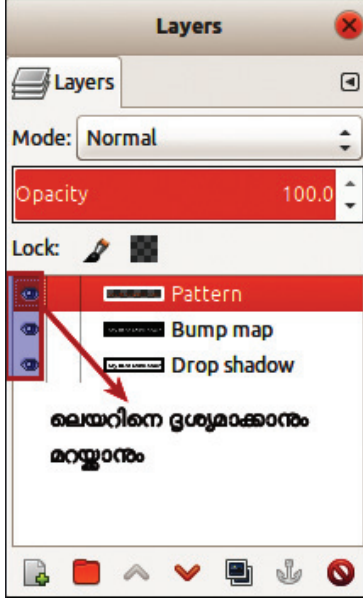 Layers
Layers
Mode: Normal
Opacity 100.0
Lock:
Pattern
Bump map
Drop shadow
ലെയറിനെ ദൃശ്യമാക്കാനും
മറയ്ക്കാനും